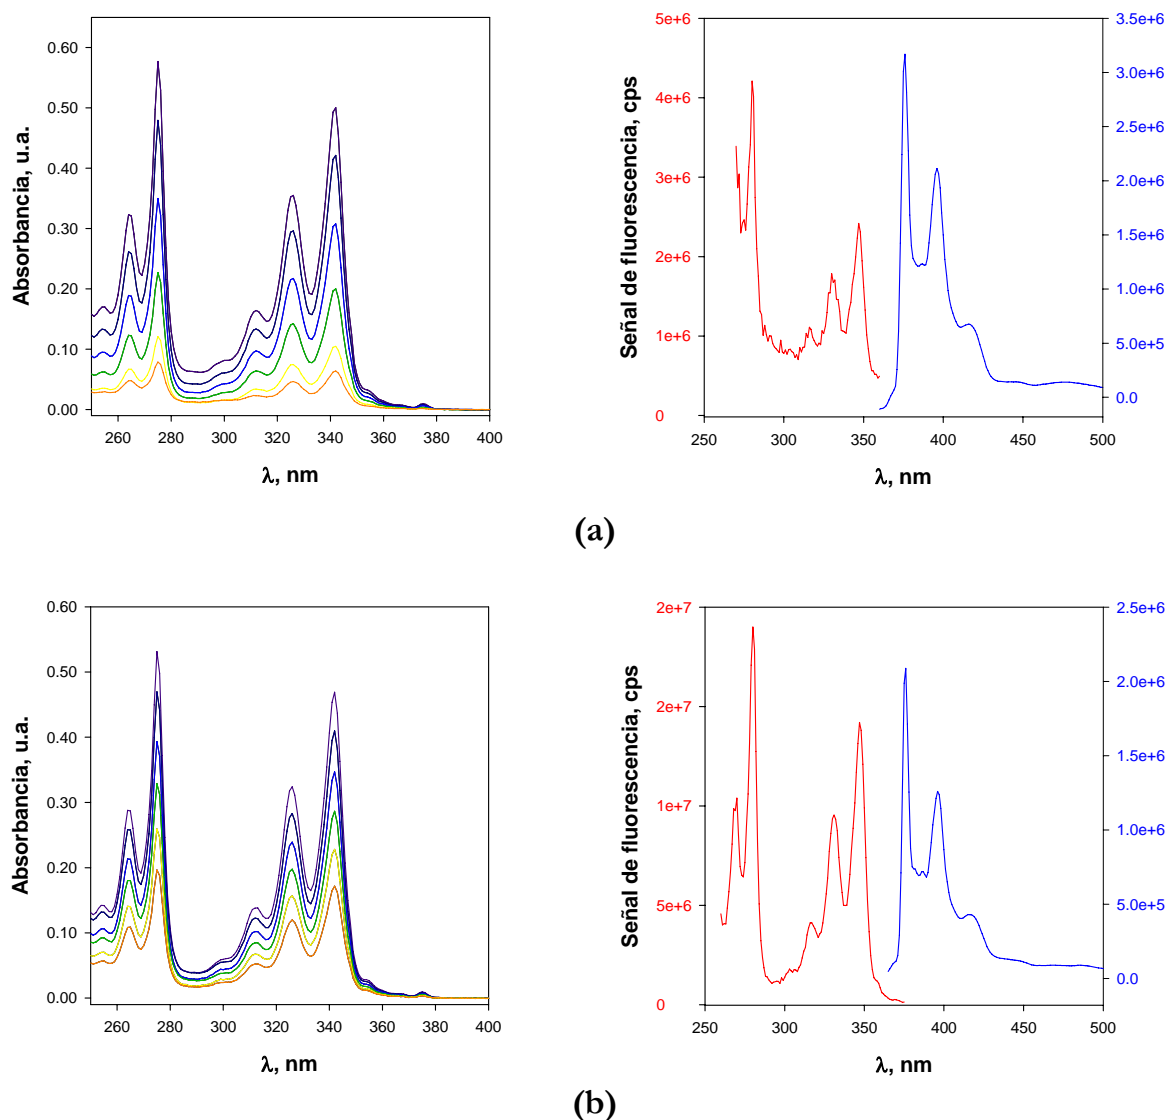 0.60
0.50
0.40
0.30
0.20
0.10
0.00
Absorbancia, u.a.
260 280 300 320 340 360 380 400
λ, nm
5e+6
4e+6
3e+6
2e+6
1e+6
0
Señal de fluorescencia, cps
3.5e+6
3.0e+6
2.5e+6
2.0e+6
1.5e+6
1.0e+6
5.0e+5
0.0
250 300 350 400 450 500
λ, nm
(a)
0.60
0.50
0.40
0.30
0.20
0.10
0.00
Absorbancia, u.a.
260 280 300 320 340 360 380 400
λ, nm
2e+7
2e+7
1e+7
5e+6
0
Señal de fluorescencia, cps
2.5e+6
2.0e+6
1.5e+6
1.0e+6
5.0e+5
0.0
250 300 350 400 450 500
λ, nm
(b)